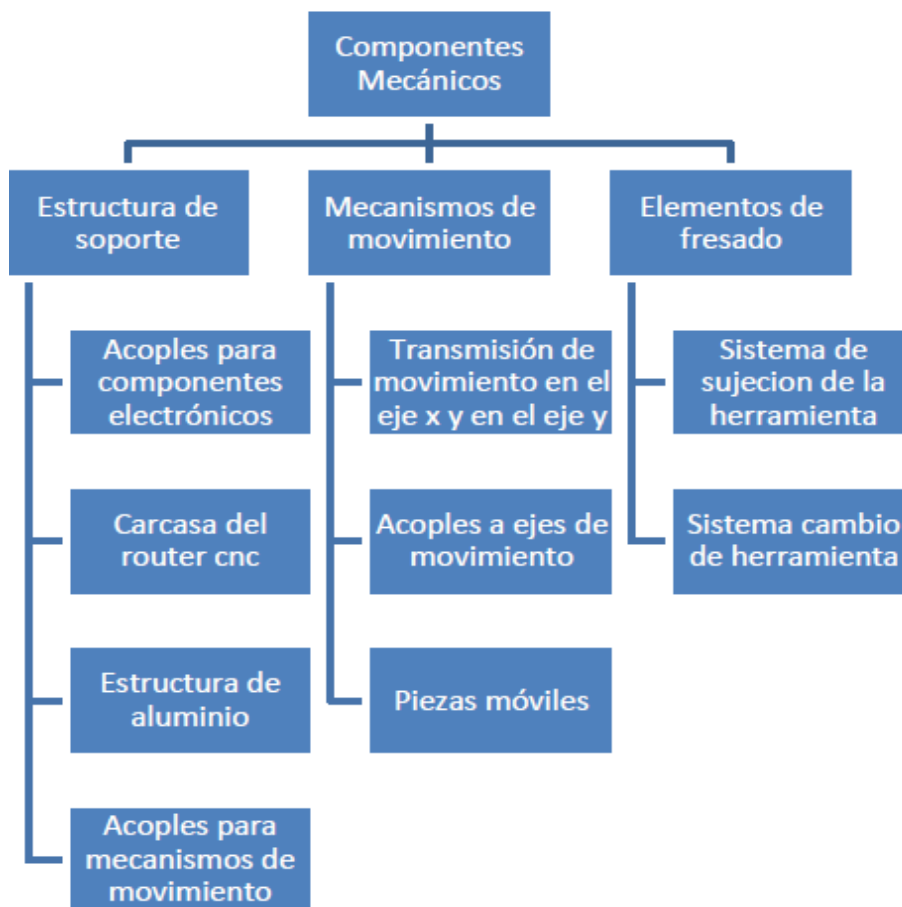 Componentes
Mecánicos
Estructura de
soporte
Acoples para
componentes
electrónicos
Carcasa del
router cnc
Estructura de
aluminio
Acoples para
mecanismos de
movimiento
Mecanismos de
movimiento
Transmisión de
movimiento en el
eje x y en el eje y
Acoples a ejes de
movimiento
Piezas móviles
Elementos de
fresado
Sistema de
sujecion de la
herramienta
Sistema cambio
de herramienta